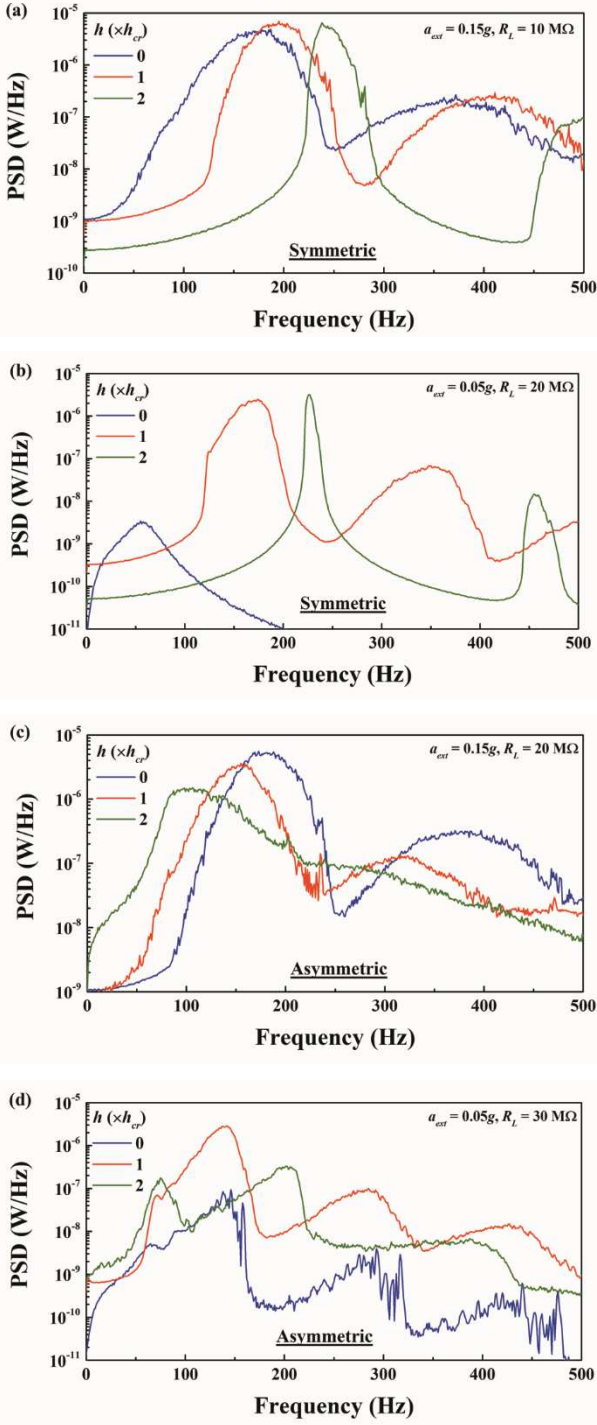 (a)
h (×h_cr)
0
1
2
a_ext = 0.15g, R_L = 10 MΩ
10^-5
10^-6
10^-7
10^-8
10^-9
10^-10
PSD (W/Hz)
Symmetric
0 100 200 300 400 500
Frequency (Hz)
(b)
h (×h_cr)
0
1
2
a_ext = 0.05g, R_L = 20 MΩ
10^-5
10^-6
10^-7
10^-8
10^-9
10^-10
10^-11
PSD (W/Hz)
Symmetric
0 100 200 300 400 500
Frequency (Hz)
(c)
h (×h_cr)
0
1
2
a_ext = 0.15g, R_L = 20 MΩ
10^-5
10^-6
10^-7
10^-8
10^-9
PSD (W/Hz)
Asymmetric
0 100 200 300 400 500
Frequency (Hz)
(d)
h (×h_cr)
0
1
2
a_ext = 0.05g, R_L = 30 MΩ
10^-5
10^-6
10^-7
10^-8
10^-9
10^-10
10^-11
PSD (W/Hz)
Asymmetric
0 100 200 300 400 500
Frequency (Hz)